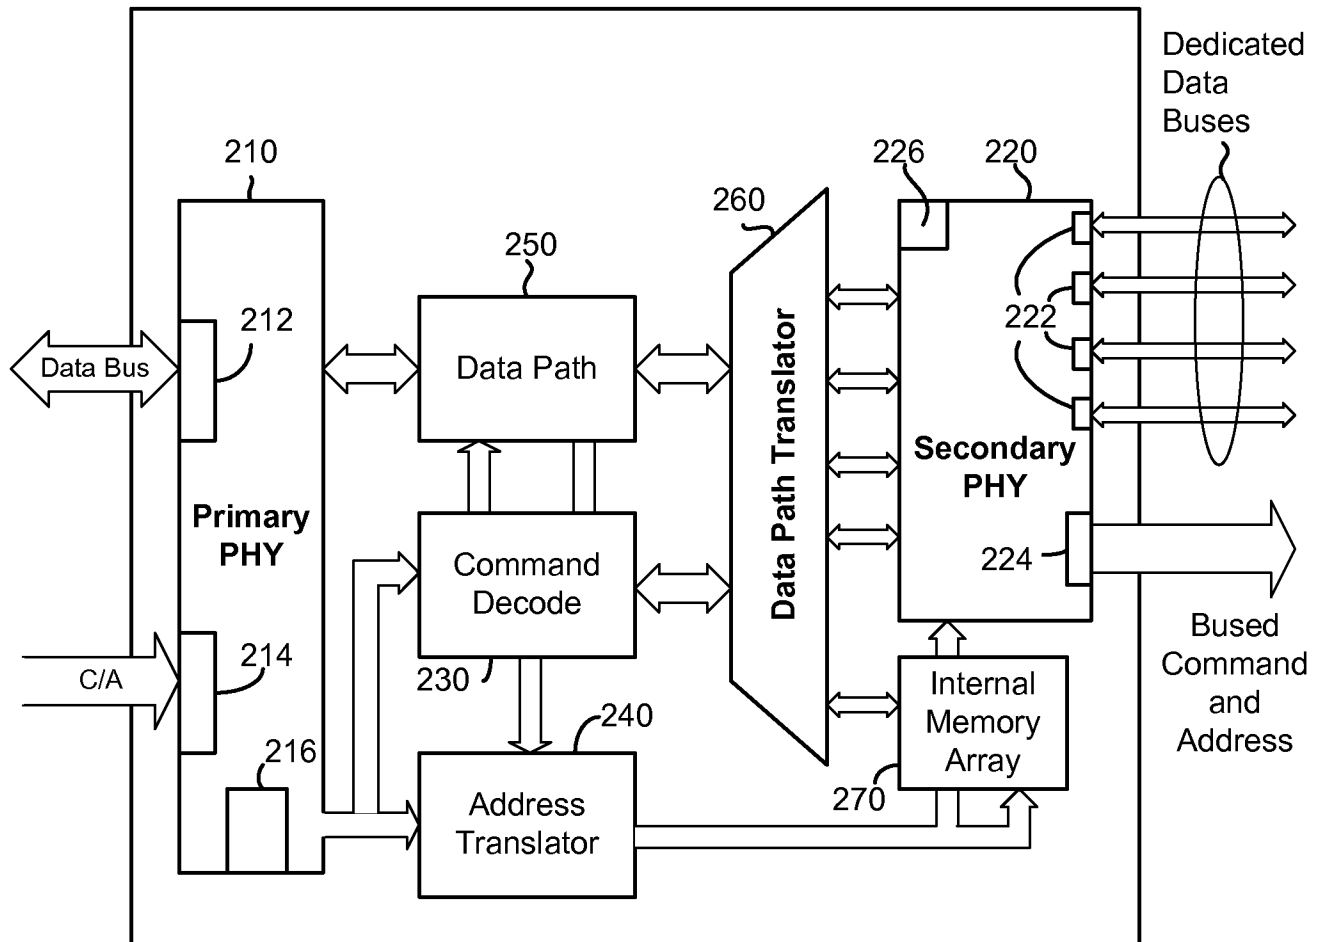 Dedicated
Data
Buses
210
226
220
260
250
212
222
Data Bus
Data Path
Data Path Translator
Secondary
PHY
Primary
PHY
224
Command
Decode
214
C/A
230
Bused
Command
and
Address
Internal
Memory
Array
240
216
270
Address
Translator